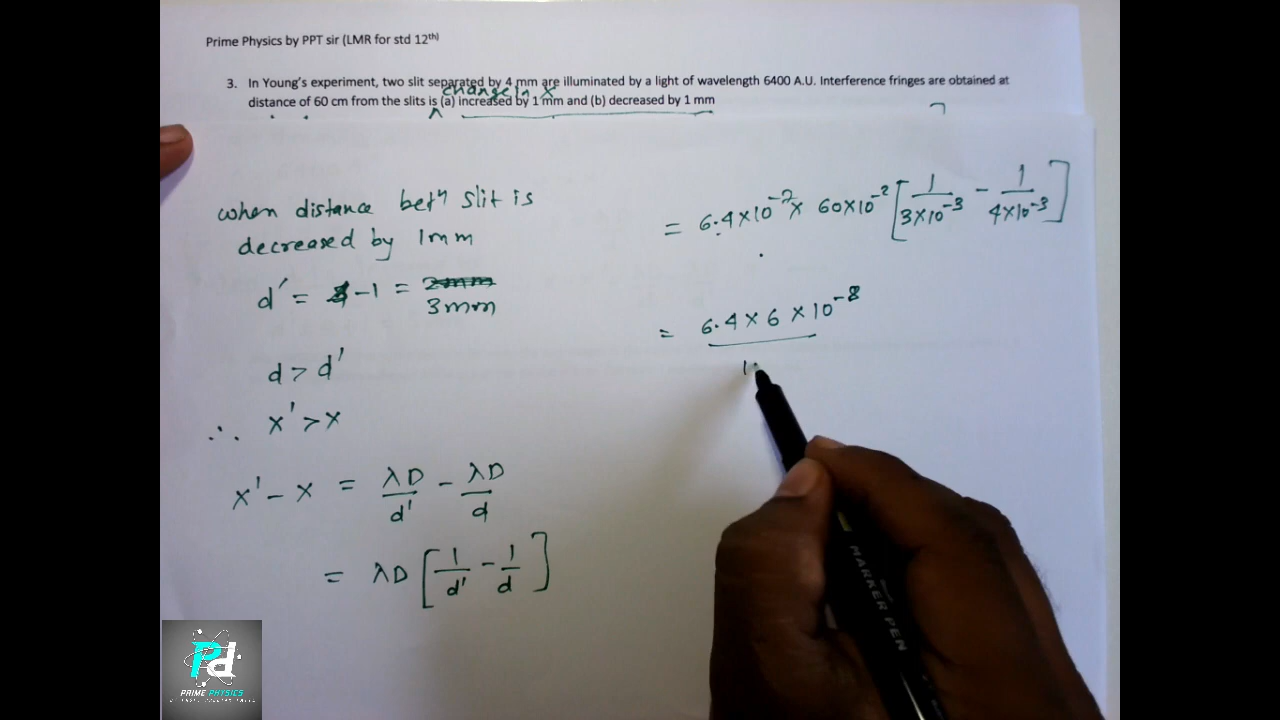 Prime Physics by PPT sir (LMR for std 12th)
3. In Young's experiment, two slit separated by 4 mm are illuminated by a light of wavelength 6400 A.U. Interference fringes are obtained at
change in X
distance of 60 cm from the slits is (a) increased by 1 mm and (b) decreased by 1 mm
when distance betn slit is
decreased by 1mm
d' = 4-1 = 2mm
3mm
d > d'
∴ x' > x
x' - x = λD/d' - λD/d
= λD [1/d' - 1/d]
= 6.4×10⁻⁷ × 60×10⁻² [1/3×10⁻³ - 1/4×10⁻³]
= 6.4 × 6 × 10⁻⁸
MARKER PEN
Pd
PRIME PHYSICS